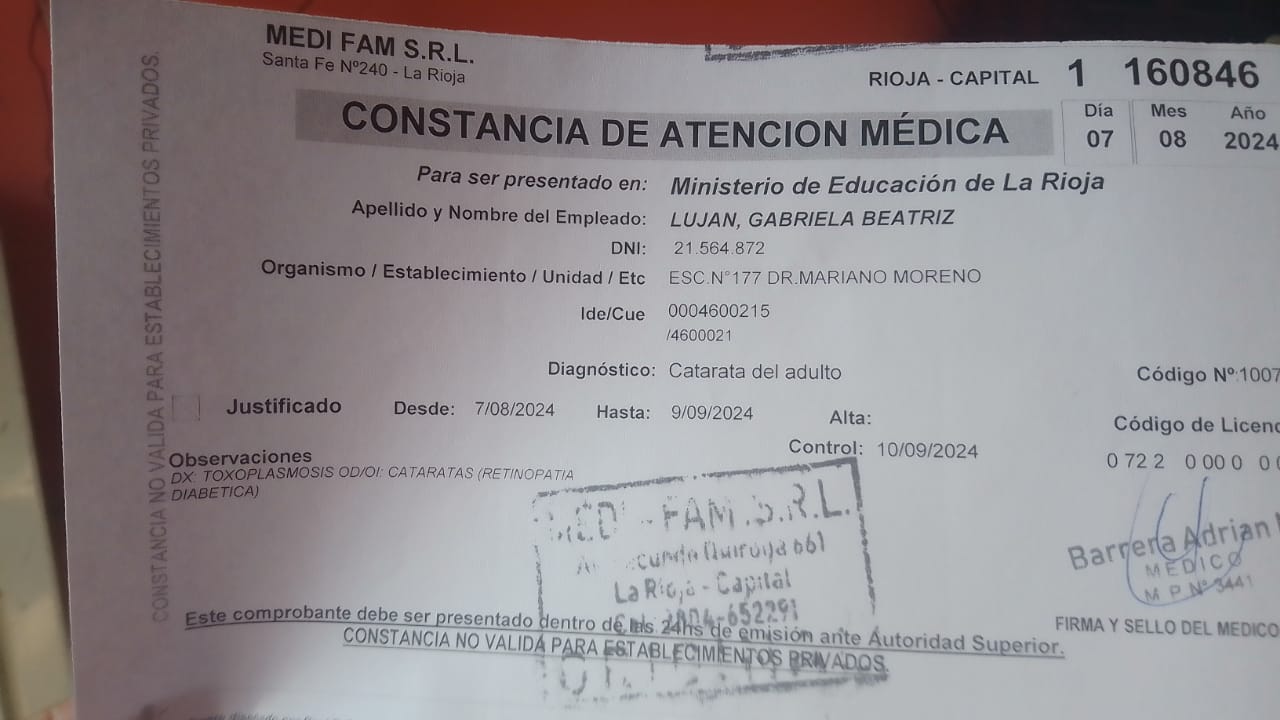 MEDI FAM S.R.L.
Santa Fe Nº240 - La Rioja
RIOJA - CAPITAL 1 160846
CONSTANCIA DE ATENCION MÉDICA
Día Mes Año
07 08 2024
Para ser presentado en: Ministerio de Educación de La Rioja
Apellido y Nombre del Empleado: LUJAN, GABRIELA BEATRIZ
DNI: 21.564.872
Organismo / Establecimiento / Unidad / Etc ESC.N°177 DR.MARIANO MORENO
Ide/Cue 0004600215
/4600021
Diagnóstico: Catarata del adulto
Código Nº:1007
Justificado Desde: 7/08/2024 Hasta: 9/09/2024 Alta:
Código de Licenc
Control: 10/09/2024
0 72 2 0 00 0
Observaciones
DX: TOXOPLASMOSIS OD/OI: CATARATAS (RETINOPATIA
DIABETICA)
MEDI-FAM.S.R.L.
La Rioja - Capital
Barrera Adrian
MEDICO
M P Nº 3441
FIRMA Y SELLO DEL MEDICO
Este comprobante debe ser presentado dentro de las 24hs de emisión ante Autoridad Superior.
CONSTANCIA NO VALIDA PARA ESTABLECIMIENTOS PRIVADOS.
CONSTANCIA NO VALIDA PARA ESTABLECIMIENTOS PRIVADOS.